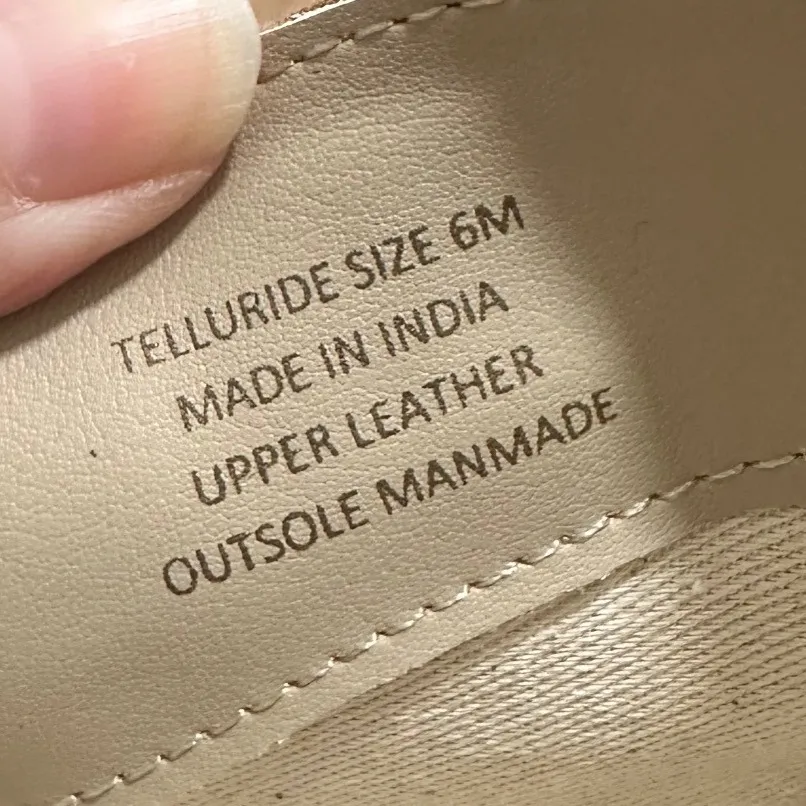 TELLURIDE SIZE 6M
MADE IN INDIA
UPPER LEATHER
OUTSOLE MANMADE